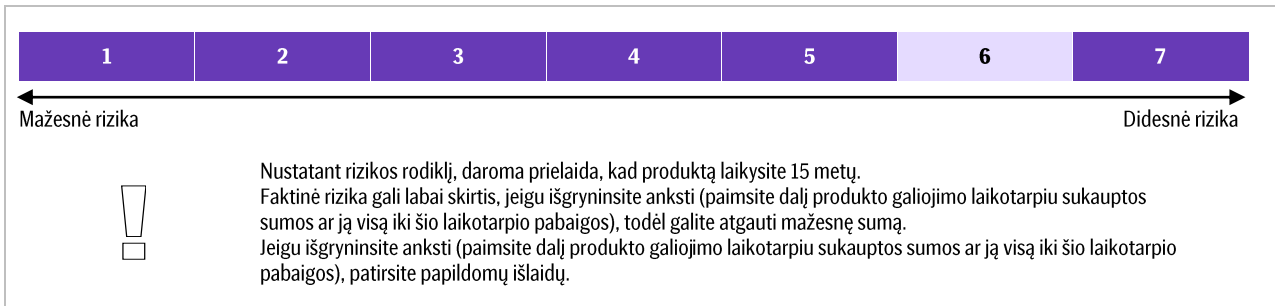 1 2 3 4 5 6 7
Mažesnė rizika Didesnė rizika
Nustatant rizikos rodiklį, daroma prielaida, kad produktą laikysite 15 metų.
Faktinė rizika gali labai skirtis, jeigu išgryninsite anksti (paimsite dalį produkto galiojimo laikotarpiu sukauptos
sumos ar ją visą iki šio laikotarpio pabaigos), todėl galite atgauti mažesnę sumą.
Jeigu išgryninsite anksti (paimsite dalį produkto galiojimo laikotarpiu sukauptos sumos ar ją visą iki šio laikotarpio
pabaigos), patirsite papildomų išlaidų.